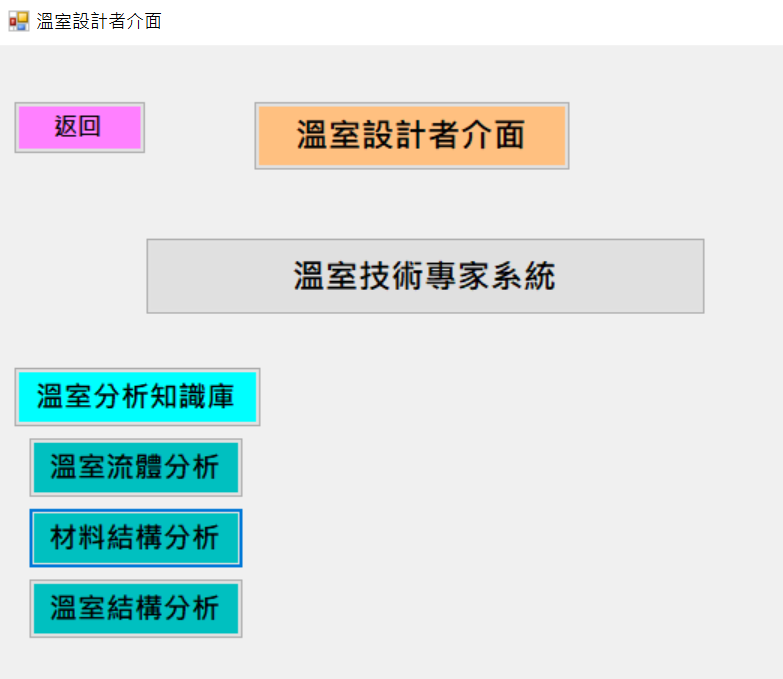 溫室設計者介面
返回
溫室設計者介面
溫室技術專家系統
溫室分析知識庫
溫室流體分析
材料結構分析
溫室結構分析